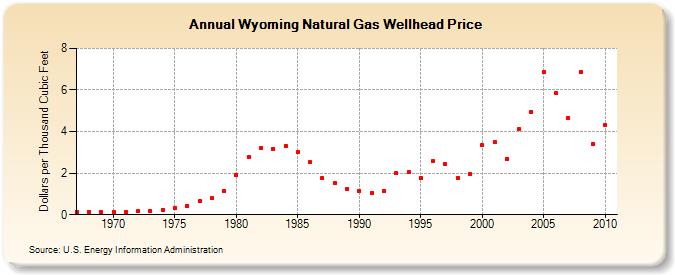 Annual Wyoming Natural Gas Wellhead Price
Dollars per Thousand Cubic Feet
8
6
4
2
0
1970 1975 1980 1985 1990 1995 2000 2005 2010
Source: U.S. Energy Information Administration